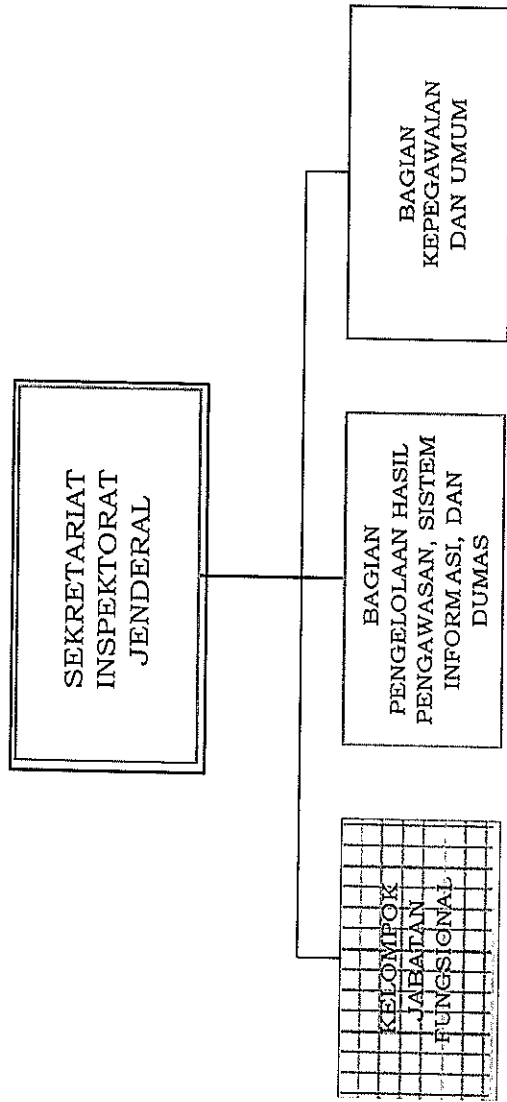 SEKRETARIAT
INSPEKTORAT
JENDERAL
KELOMPOK
JABATAN
FUNGSIONAL
BAGIAN
PENGELOLAAN HASIL
PENGAWASAN, SISTEM
INFORMASI, DAN
DUMAS
BAGIAN
KEPEGAWAIAN
DAN UMUM